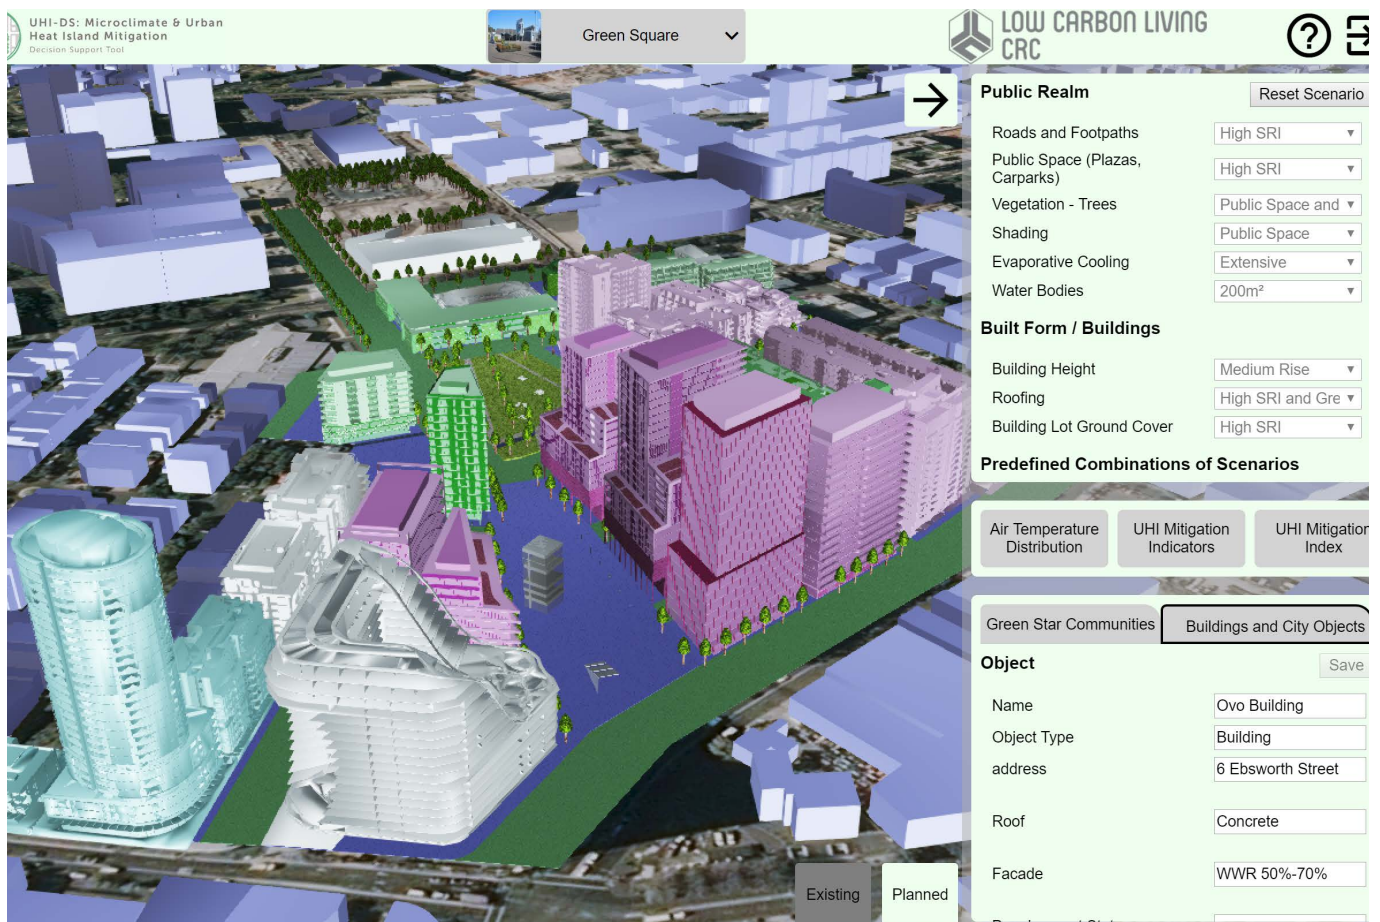 UHI-DS: Microclimate & Urban
Heat Island Mitigation
Decision Support Tool
Green Square
LOW CARBON LIVING
CRC
?
Public Realm
Reset Scenario
Roads and Footpaths
High SRI
Public Space (Plazas,
Carparks)
High SRI
Vegetation - Trees
Public Space and
Shading
Public Space
Evaporative Cooling
Extensive
Water Bodies
200m²
Built Form / Buildings
Building Height
Medium Rise
Roofing
High SRI and Gre
Building Lot Ground Cover
High SRI
Predefined Combinations of Scenarios
Air Temperature
Distribution
UHI Mitigation
Indicators
UHI Mitigation
Index
Green Star Communities
Buildings and City Objects
Object
Save
Name
Ovo Building
Object Type
Building
address
6 Ebsworth Street
Roof
Concrete
Facade
WWR 50%-70%
Existing
Planned